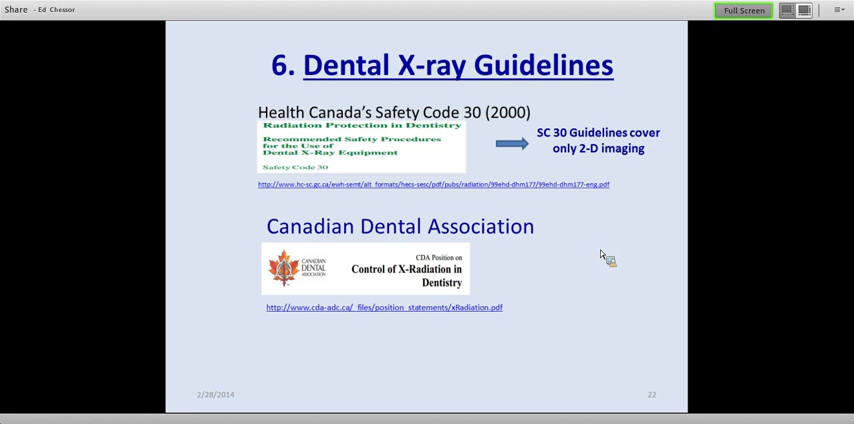 Share - Ed Chessor
Full Screen
6. Dental X-ray Guidelines
Health Canada's Safety Code 30 (2000)
Radiation Protection in Dentistry
Recommended Safety Procedures
for the Use of
Dental X-Ray Equipment
Safety Code 30
SC 30 Guidelines cover
only 2-D imaging
http://www.hc-sc.gc.ca/ewh-semt/alt_formats/hecs-sesc/pdf/pubs/radiation/99ehd-dhm177/99ehd-dhm177-eng.pdf
Canadian Dental Association
CANADIAN
DENTAL
ASSOCIATION
CDA Position on
Control of X-Radiation in
Dentistry
http://www.cda-adc.ca/_files/position_statements/xRadiation.pdf
2/28/2014
22